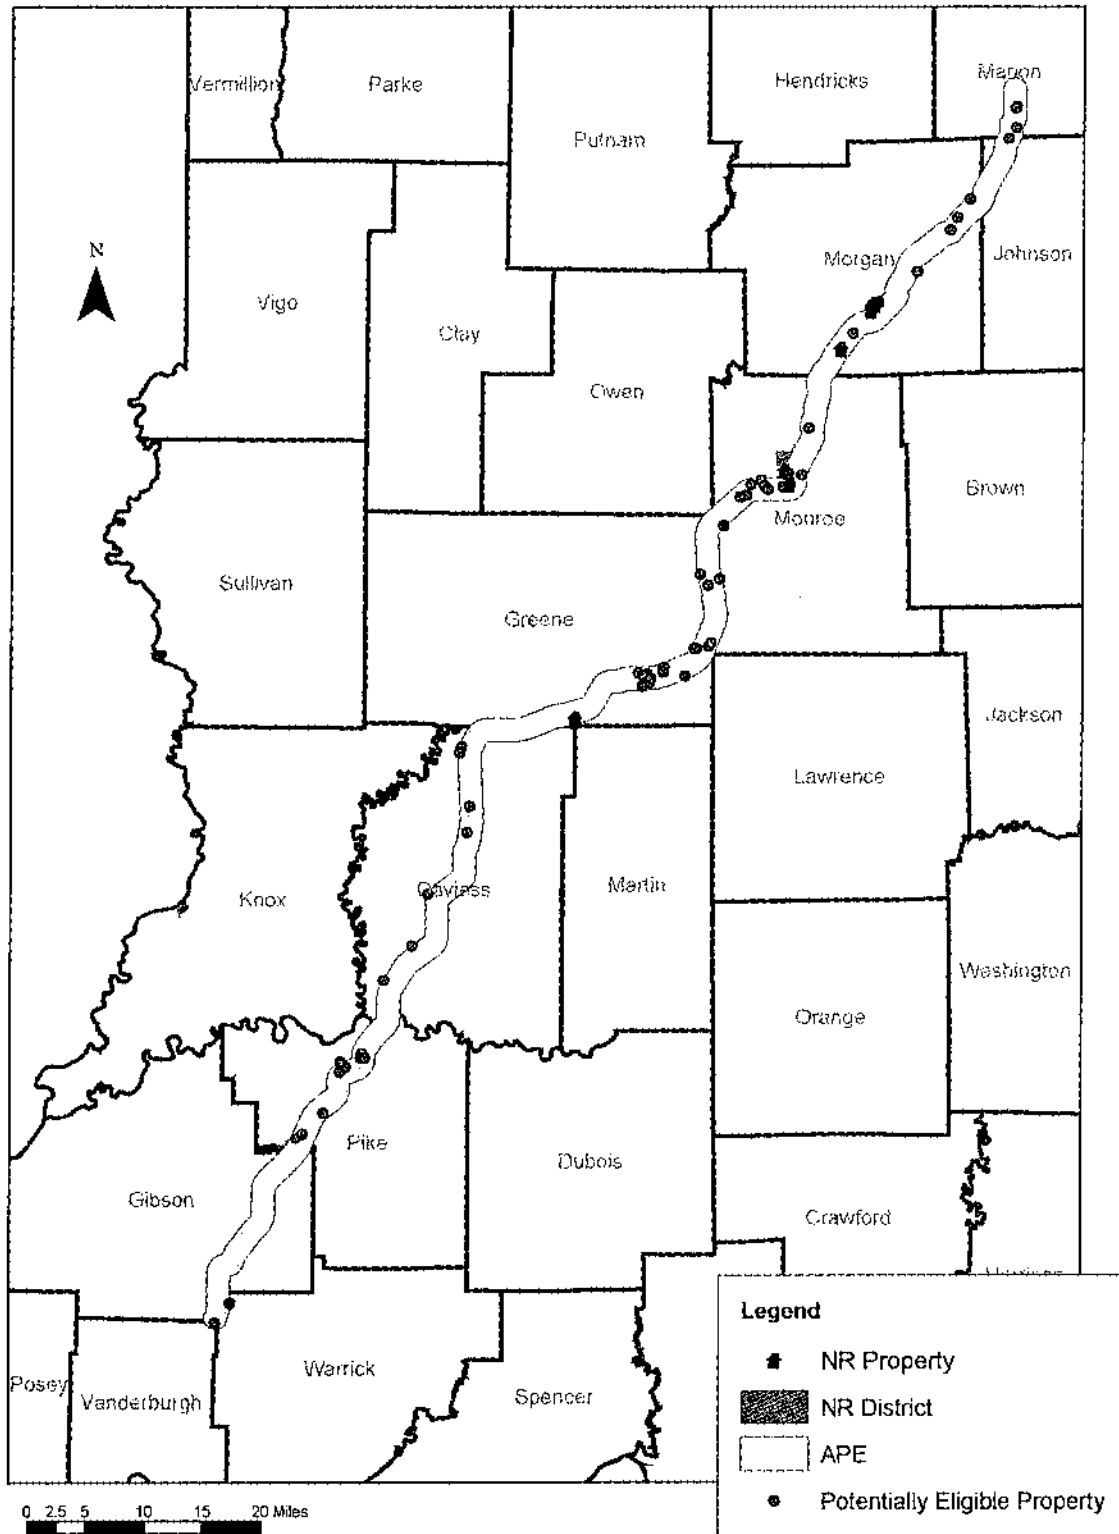 Vermillion
Parke
Putnam
Hendricks
Marion
N
Vigo
Clay
Owen
Morgan
Johnson
Sullivan
Greene
Monroe
Brown
Knox
Daviess
Martin
Lawrence
Jackson
Washington
Orange
Gibson
Pike
Dubois
Crawford
Posey
Vanderburgh
Warrick
Spencer
Legend
NR Property
NR District
APE
Potentially Eligible Property
0 2.5 5 10 15 20 Miles